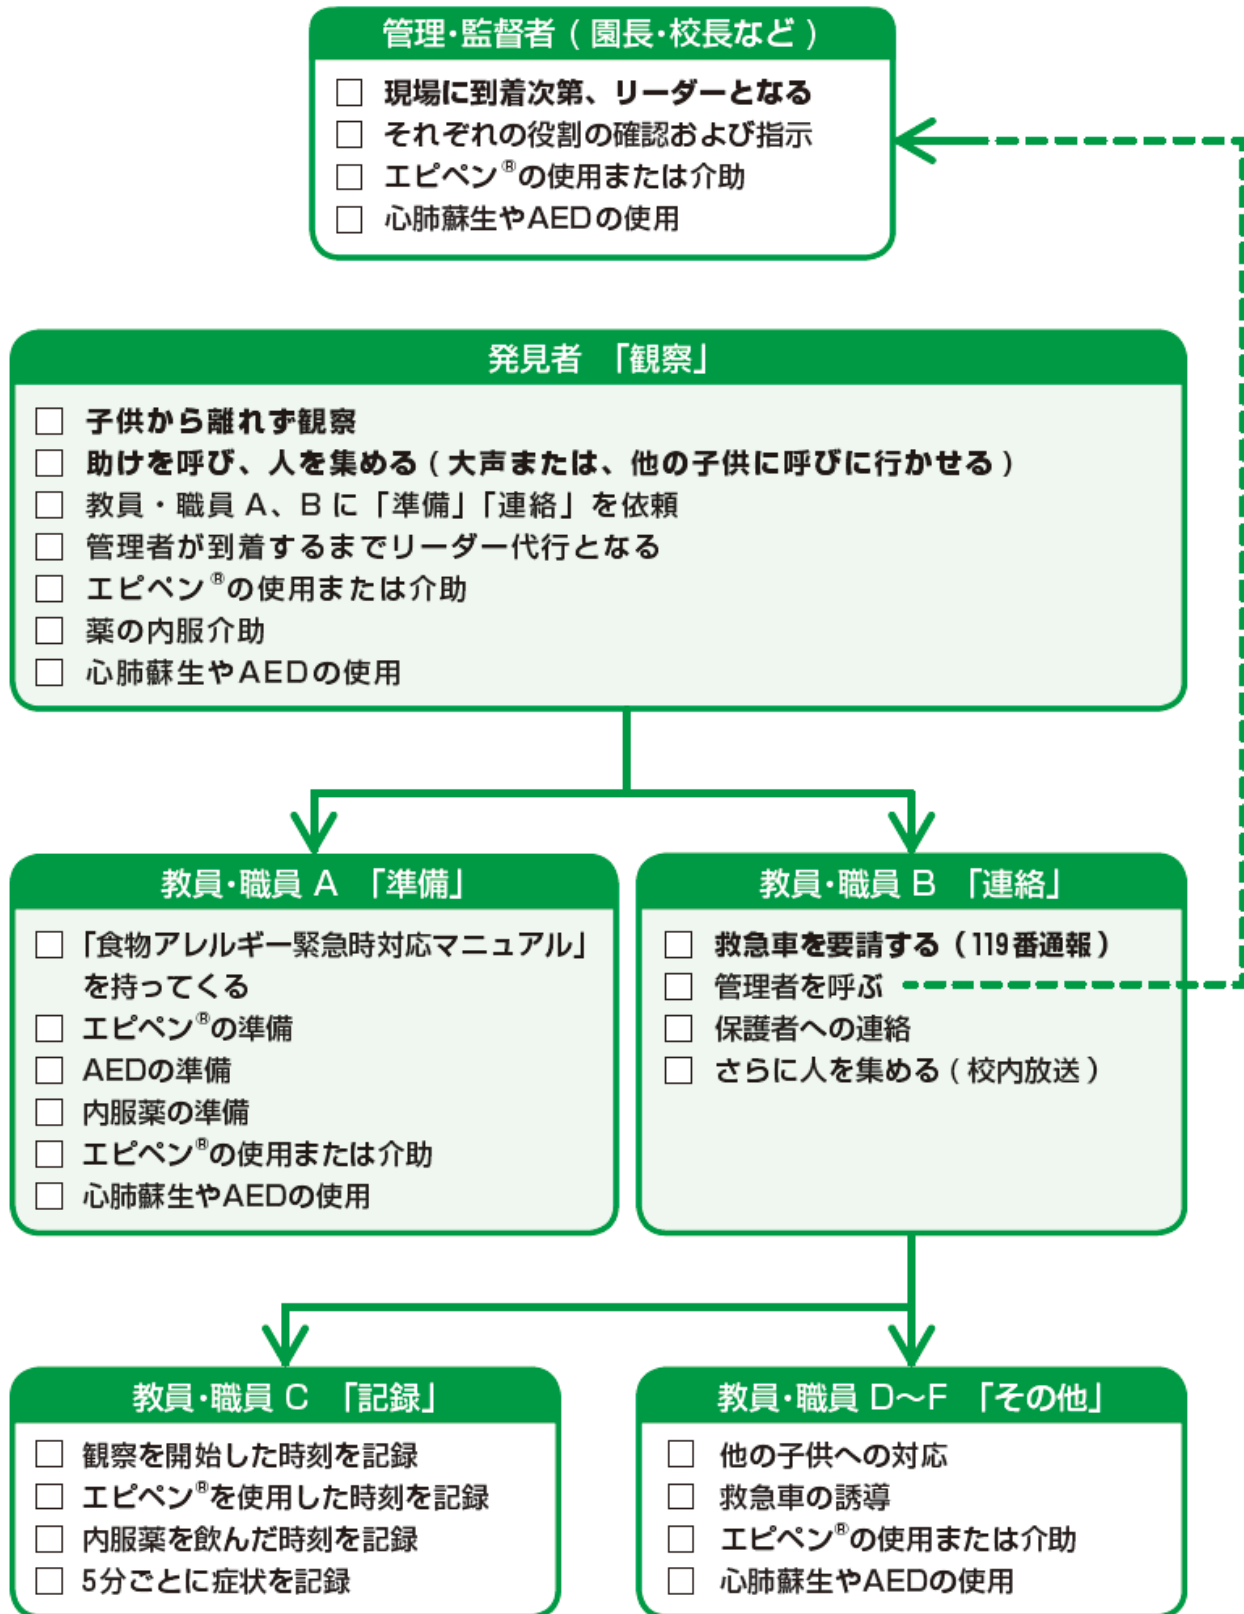 管理・監督者 ( 園長・校長など )
□ 現場に到着次第、リーダーとなる
□ それぞれの役割の確認および指示
□ エピペン®の使用または介助
□ 心肺蘇生やAEDの使用
発見者 「観察」
□ 子供から離れず観察
□ 助けを呼び、人を集める ( 大声または、他の子供に呼びに行かせる )
□ 教員・職員 A、B に「準備」「連絡」を依頼
□ 管理者が到着するまでリーダー代行となる
□ エピペン®の使用または介助
□ 薬の内服介助
□ 心肺蘇生やAEDの使用
教員・職員 A 「準備」
□ 「食物アレルギー緊急時対応マニュアル」
を持ってくる
□ エピペン®の準備
□ AEDの準備
□ 内服薬の準備
□ エピペン®の使用または介助
□ 心肺蘇生やAEDの使用
教員・職員 B 「連絡」
□ 救急車を要請する ( 119番通報 )
□ 管理者を呼ぶ
□ 保護者への連絡
□ さらに人を集める ( 校内放送 )
教員・職員 C 「記録」
□ 観察を開始した時刻を記録
□ エピペン®を使用した時刻を記録
□ 内服薬を飲んだ時刻を記録
□ 5分ごとに症状を記録
教員・職員 D〜F 「その他」
□ 他の子供への対応
□ 救急車の誘導
□ エピペン®の使用または介助
□ 心肺蘇生やAEDの使用